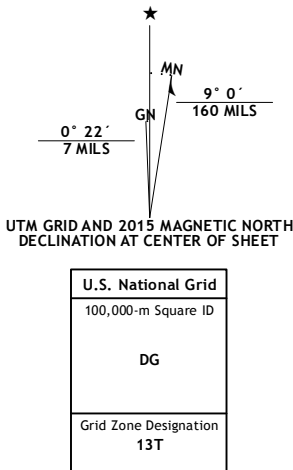 ★
MN
GN
9° 0´
160 MILS
0° 22´
7 MILS
UTM GRID AND 2015 MAGNETIC NORTH
DECLINATION AT CENTER OF SHEET
U.S. National Grid
100,000-m Square ID
DG
Grid Zone Designation
13T